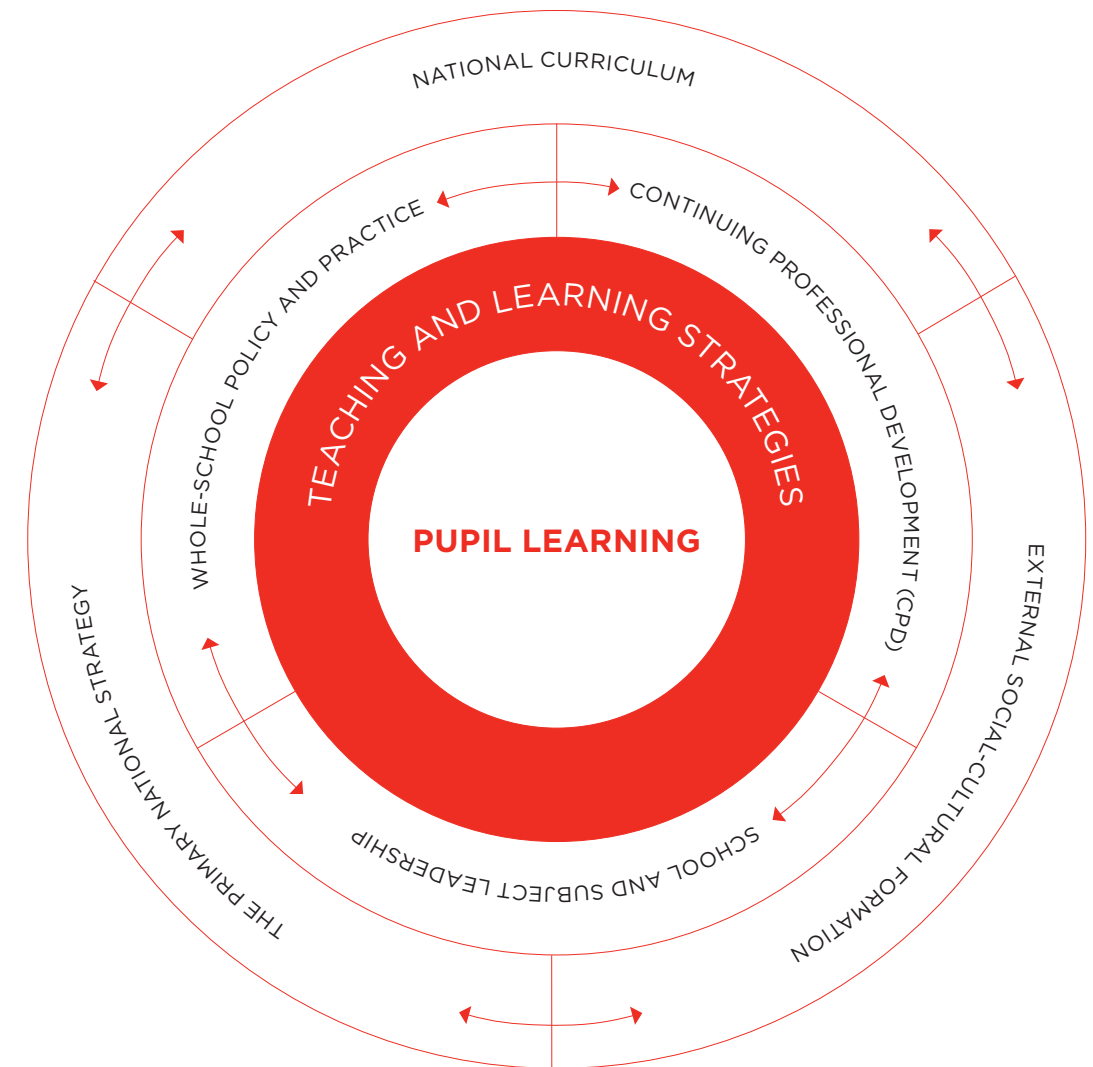 NATIONAL CURRICULUM
WHOLE-SCHOOL POLICY AND PRACTICE
CONTINUING PROFESSIONAL DEVELOPMENT (CPD)
TEACHING AND LEARNING STRATEGIES
PUPIL LEARNING
THE PRIMARY NATIONAL STRATEGY
EXTERNAL SOCIAL-CULTURAL FORMATION
SCHOOL AND SUBJECT LEADERSHIP